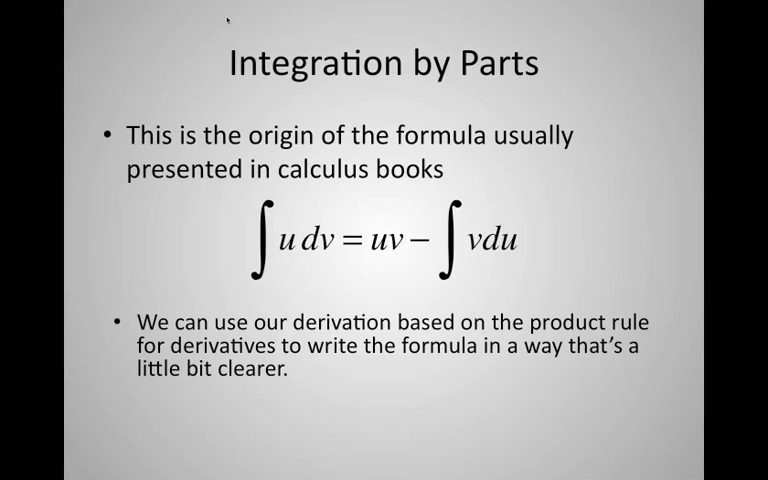 Integration by Parts
• This is the origin of the formula usually
presented in calculus books
∫ u dv = uv − ∫ vdu
• We can use our derivation based on the product rule
for derivatives to write the formula in a way that’s a
little bit clearer.